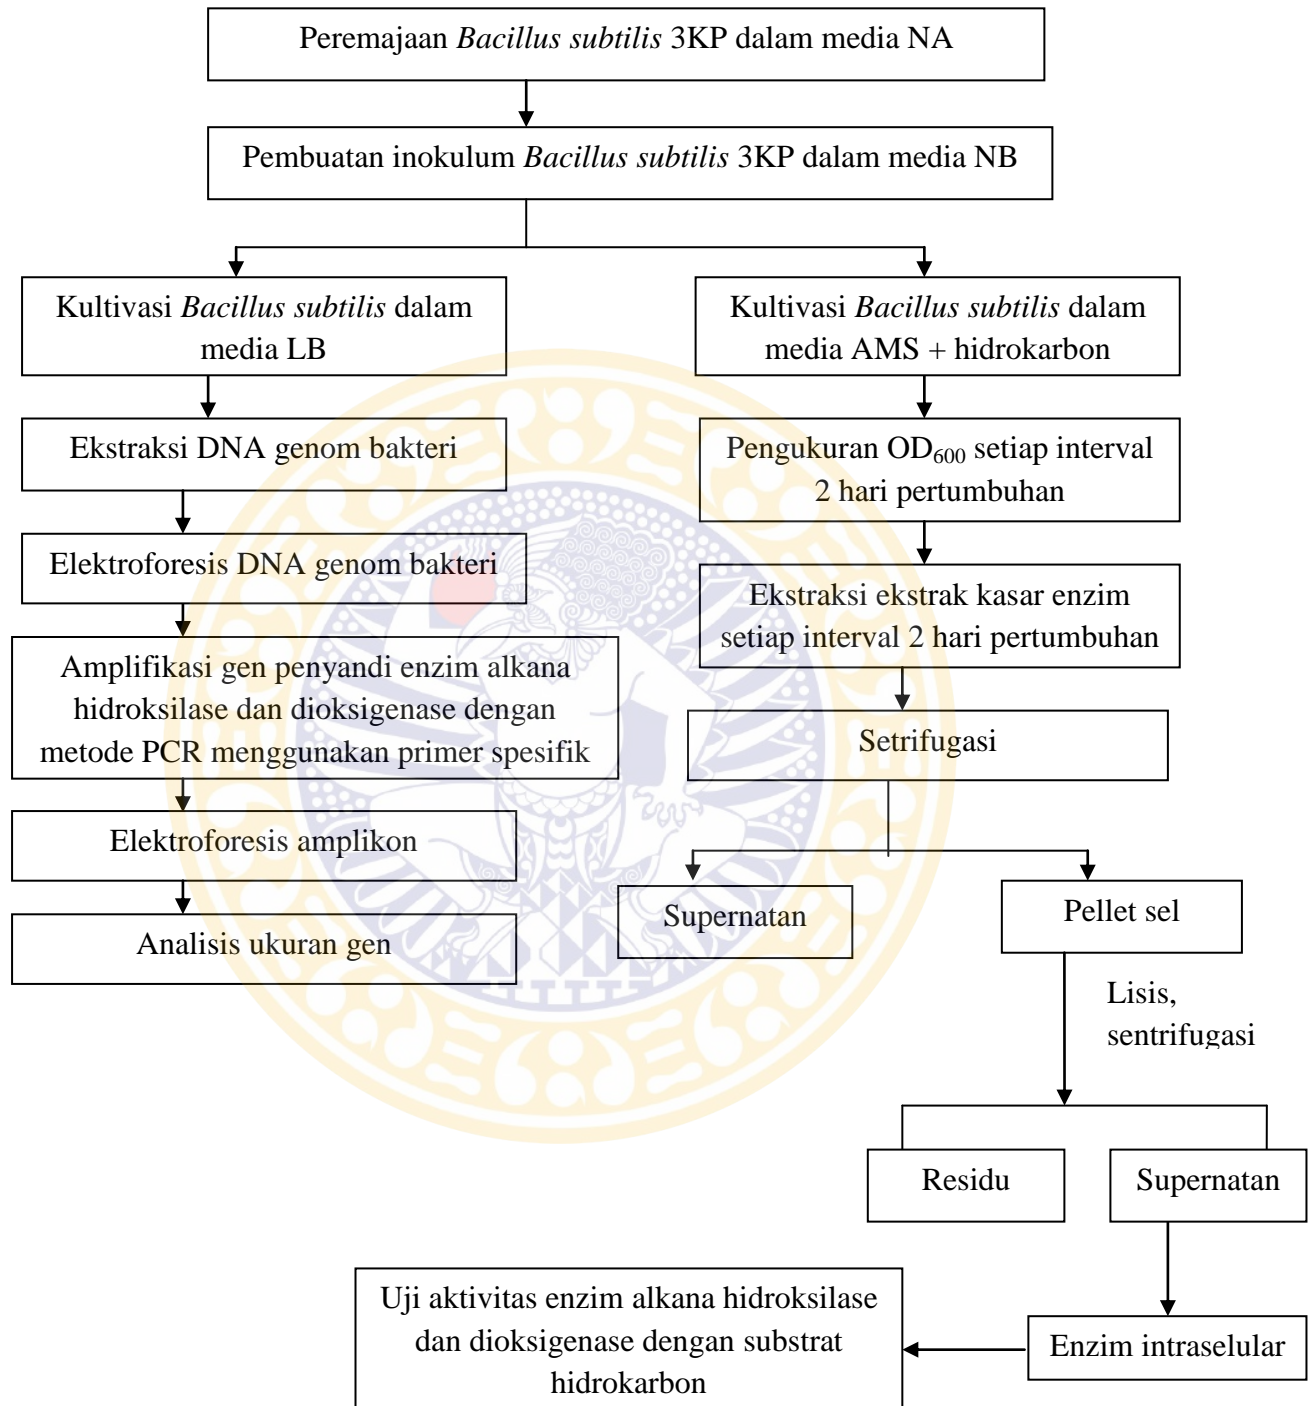 Peremajaan Bacillus subtilis 3KP dalam media NA
Pembuatan inokulum Bacillus subtilis 3KP dalam media NB
Kultivasi Bacillus subtilis dalam
media LB
Ekstraksi DNA genom bakteri
Elektroforesis DNA genom bakteri
Amplifikasi gen penyandi enzim alkana
hidroksilase dan dioksigenase dengan
metode PCR menggunakan primer spesifik
Elektroforesis amplikon
Analisis ukuran gen
Kultivasi Bacillus subtilis dalam
media AMS + hidrokarbon
Pengukuran OD₆₀₀ setiap interval
2 hari pertumbuhan
Ekstraksi ekstrak kasar enzim
setiap interval 2 hari pertumbuhan
Setrifugasi
Supernatan
Pellet sel
Lisis,
sentrifugasi
Residu
Supernatan
Enzim intraselular
Uji aktivitas enzim alkana hidroksilase
dan dioksigenase dengan substrat
hidrokarbon